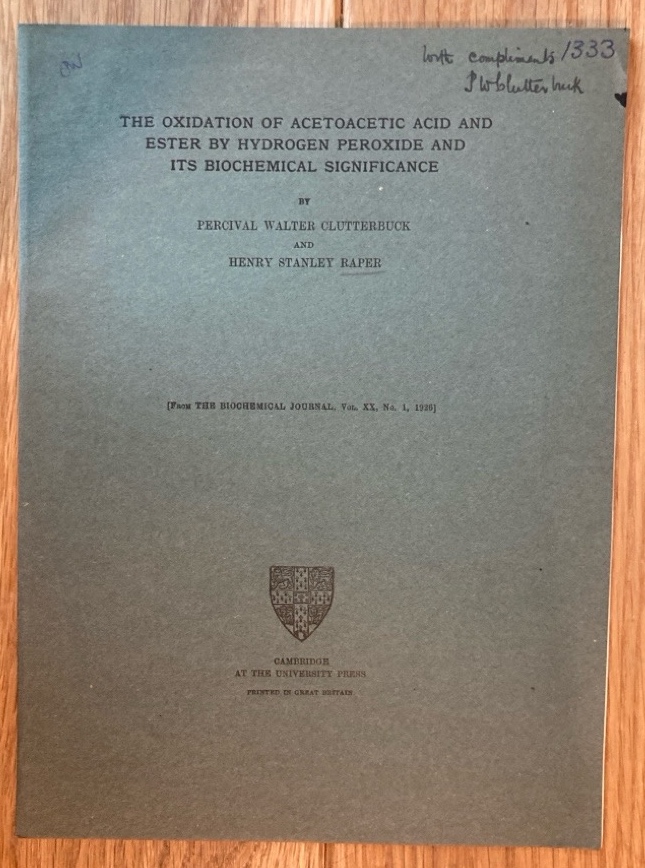 With compliments 1333
P W Clutterbuck
THE OXIDATION OF ACETOACETIC ACID AND
ESTER BY HYDROGEN PEROXIDE AND
ITS BIOCHEMICAL SIGNIFICANCE
BY
PERCIVAL WALTER CLUTTERBUCK
AND
HENRY STANLEY RAPER
[From THE BIOCHEMICAL JOURNAL, Vol. XX, No. 1, 1926]
CAMBRIDGE
AT THE UNIVERSITY PRESS
PRINTED IN GREAT BRITAIN